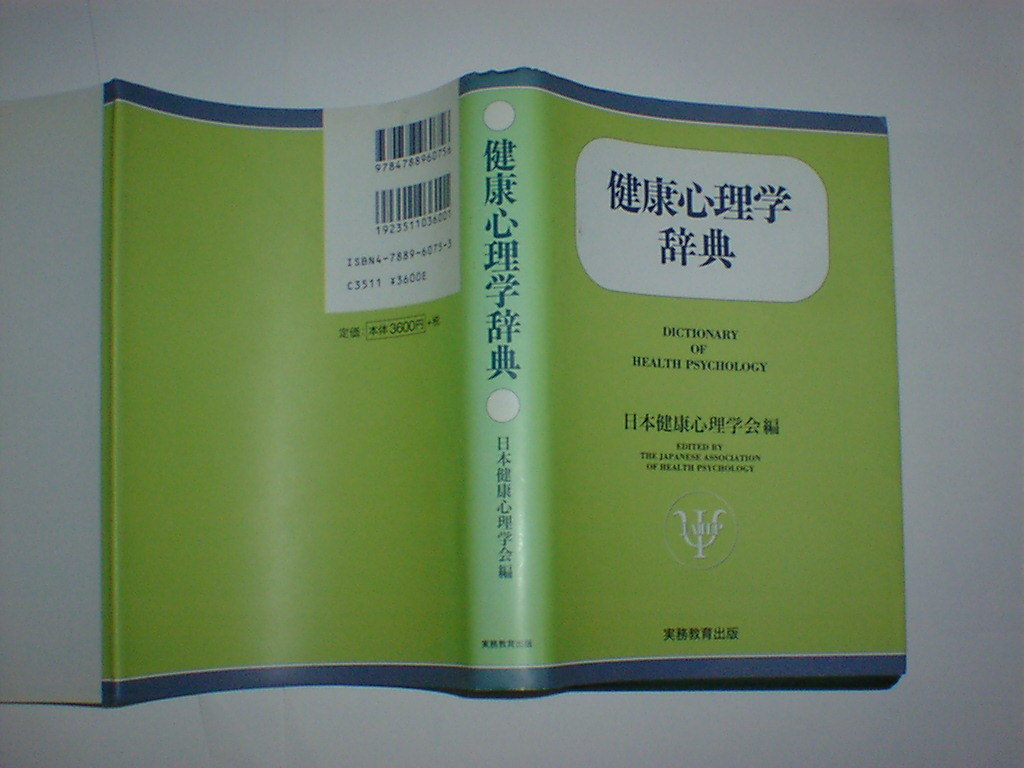 9784788960756
1923511036001
ISBN4-7889-6075-3
C3511 ¥3600E
定価：本体3600円+税
健康心理学辞典
日本健康心理学会編
実務教育出版
健康心理学
辞典
DICTIONARY
OF
HEALTH PSYCHOLOGY
日本健康心理学会編
EDITED BY
THE JAPANESE ASSOCIATION
OF HEALTH PSYCHOLOGY
JAHP
実務教育出版